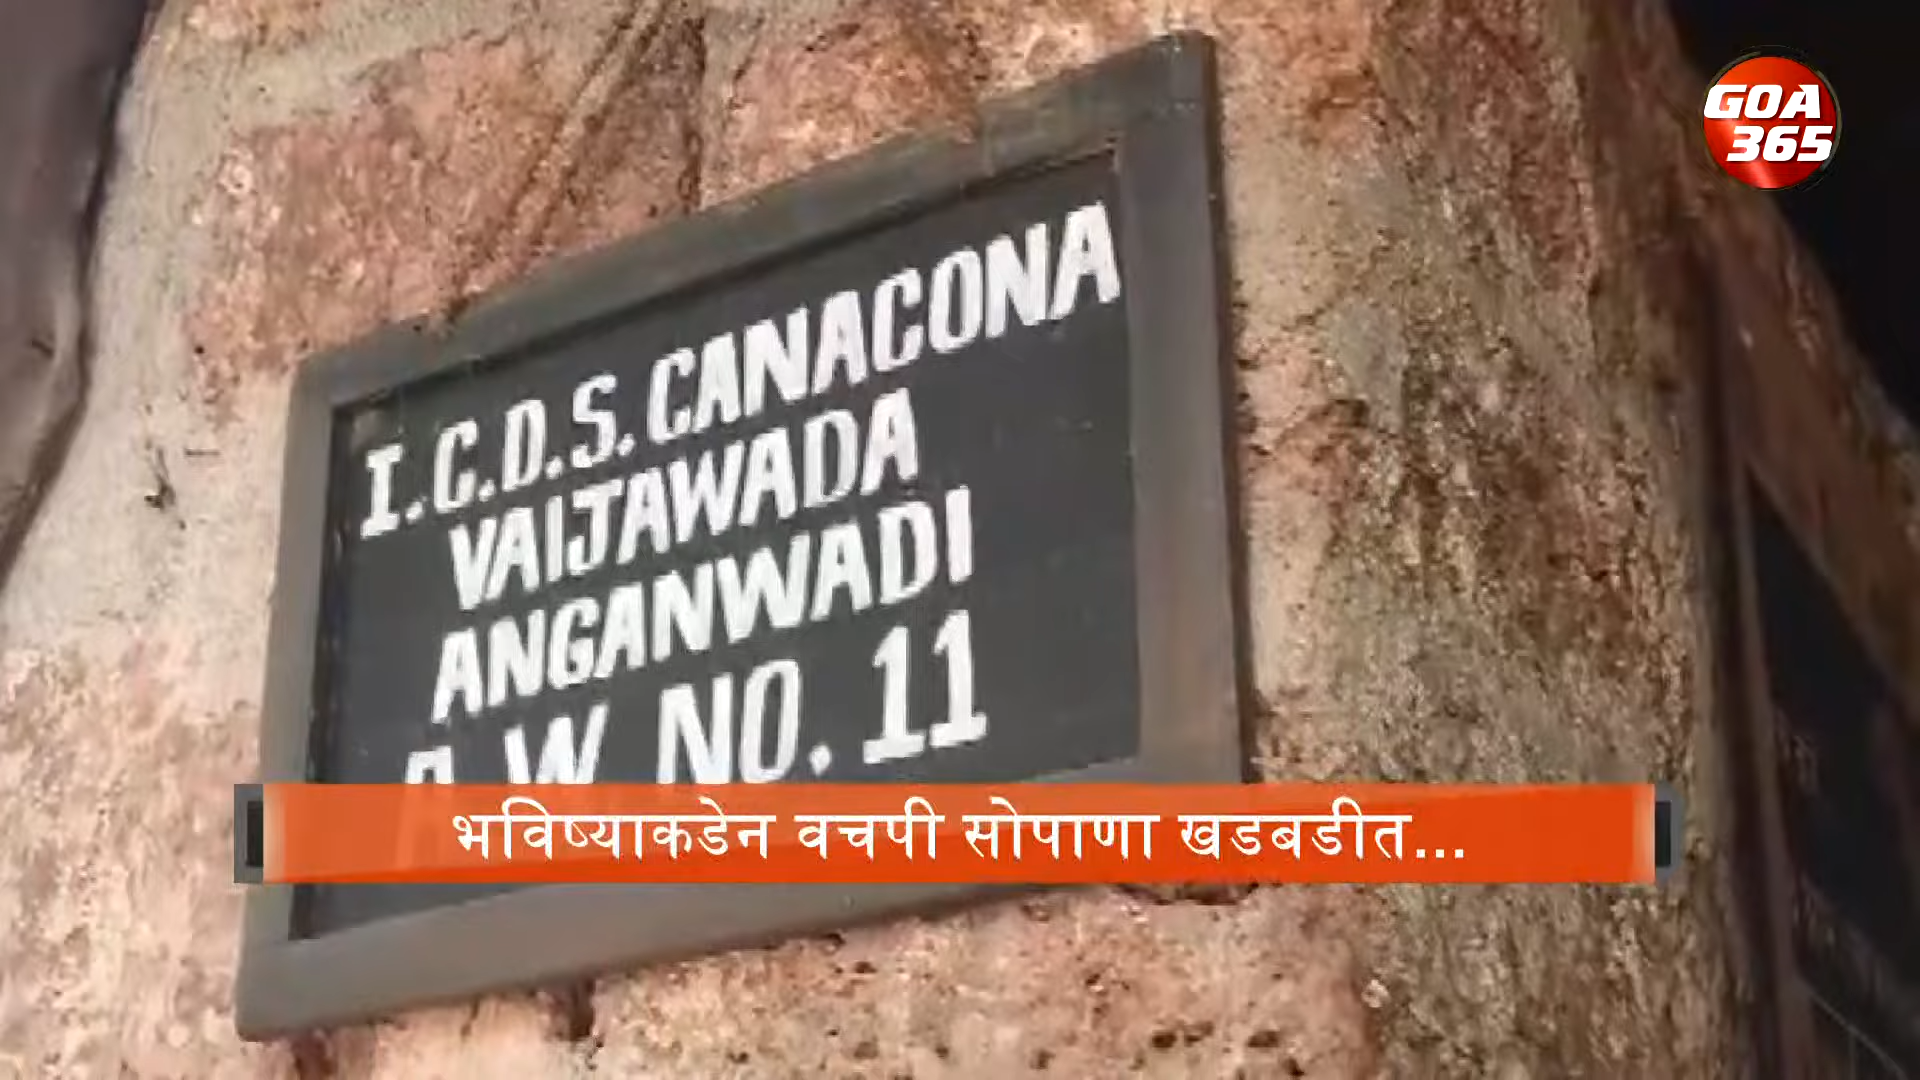 GOA
365
I.C.D.S. CANACONA
VAIJAWADA
ANGANWADI
A.W. NO. 11
भविष्याकडेन वचपी सोपाणा खडबडीत...